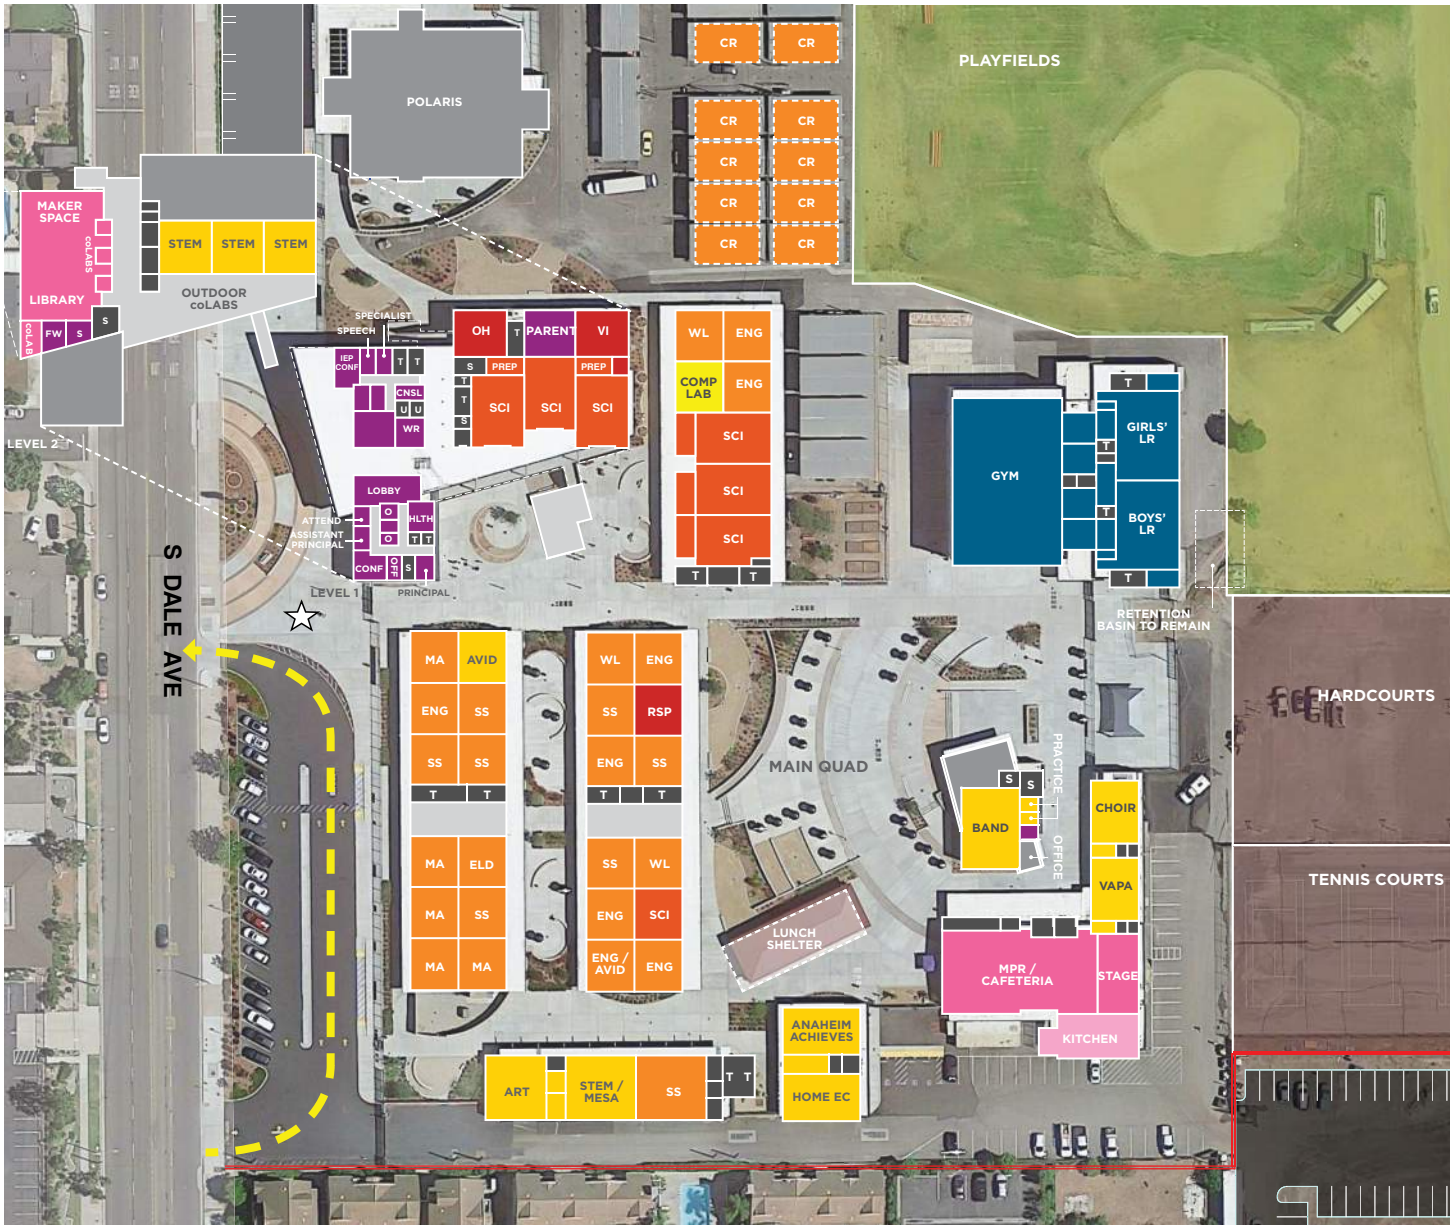 CR CR
PLAYFIELDS
POLARIS
CR CR
CR CR
CR CR
CR CR
MAKER
SPACE
coLABS
LIBRARY
coLAB
FW
S
S
STEM STEM STEM
OUTDOOR
coLABS
LEVEL 2
SPECIALIST
SPEECH
IEP
CONF
T T
CNSL
U U
WR
OH
T
PARENT
VI
S
PREP
PREP
T
T
S
SCI SCI SCI
WL ENG
COMP
LAB
ENG
SCI
SCI
SCI
T T
T
GIRLS'
LR
T
GYM
T
BOYS'
LR
T
RETENTION
BASIN TO REMAIN
LOBBY
ATTEND
O
HLTH
ASSISTANT
PRINCIPAL
O
T T
CONF
OFF
S
LEVEL 1
PRINCIPAL
S DALE AVE
MA AVID
ENG SS
SS SS
T T
MA ELD
MA SS
MA MA
WL ENG
SS RSP
ENG SS
T T
SS WL
ENG SCI
ENG /
AVID
ENG
MAIN QUAD
HARDCOURTS
PRACTICE
S S
BAND
OFFICE
CHOIR
VAPA
TENNIS COURTS
LUNCH
SHELTER
MPR /
CAFETERIA
STAGE
KITCHEN
ANAHEIM
ACHIEVES
HOME EC
ART
STEM /
MESA
SS
T T